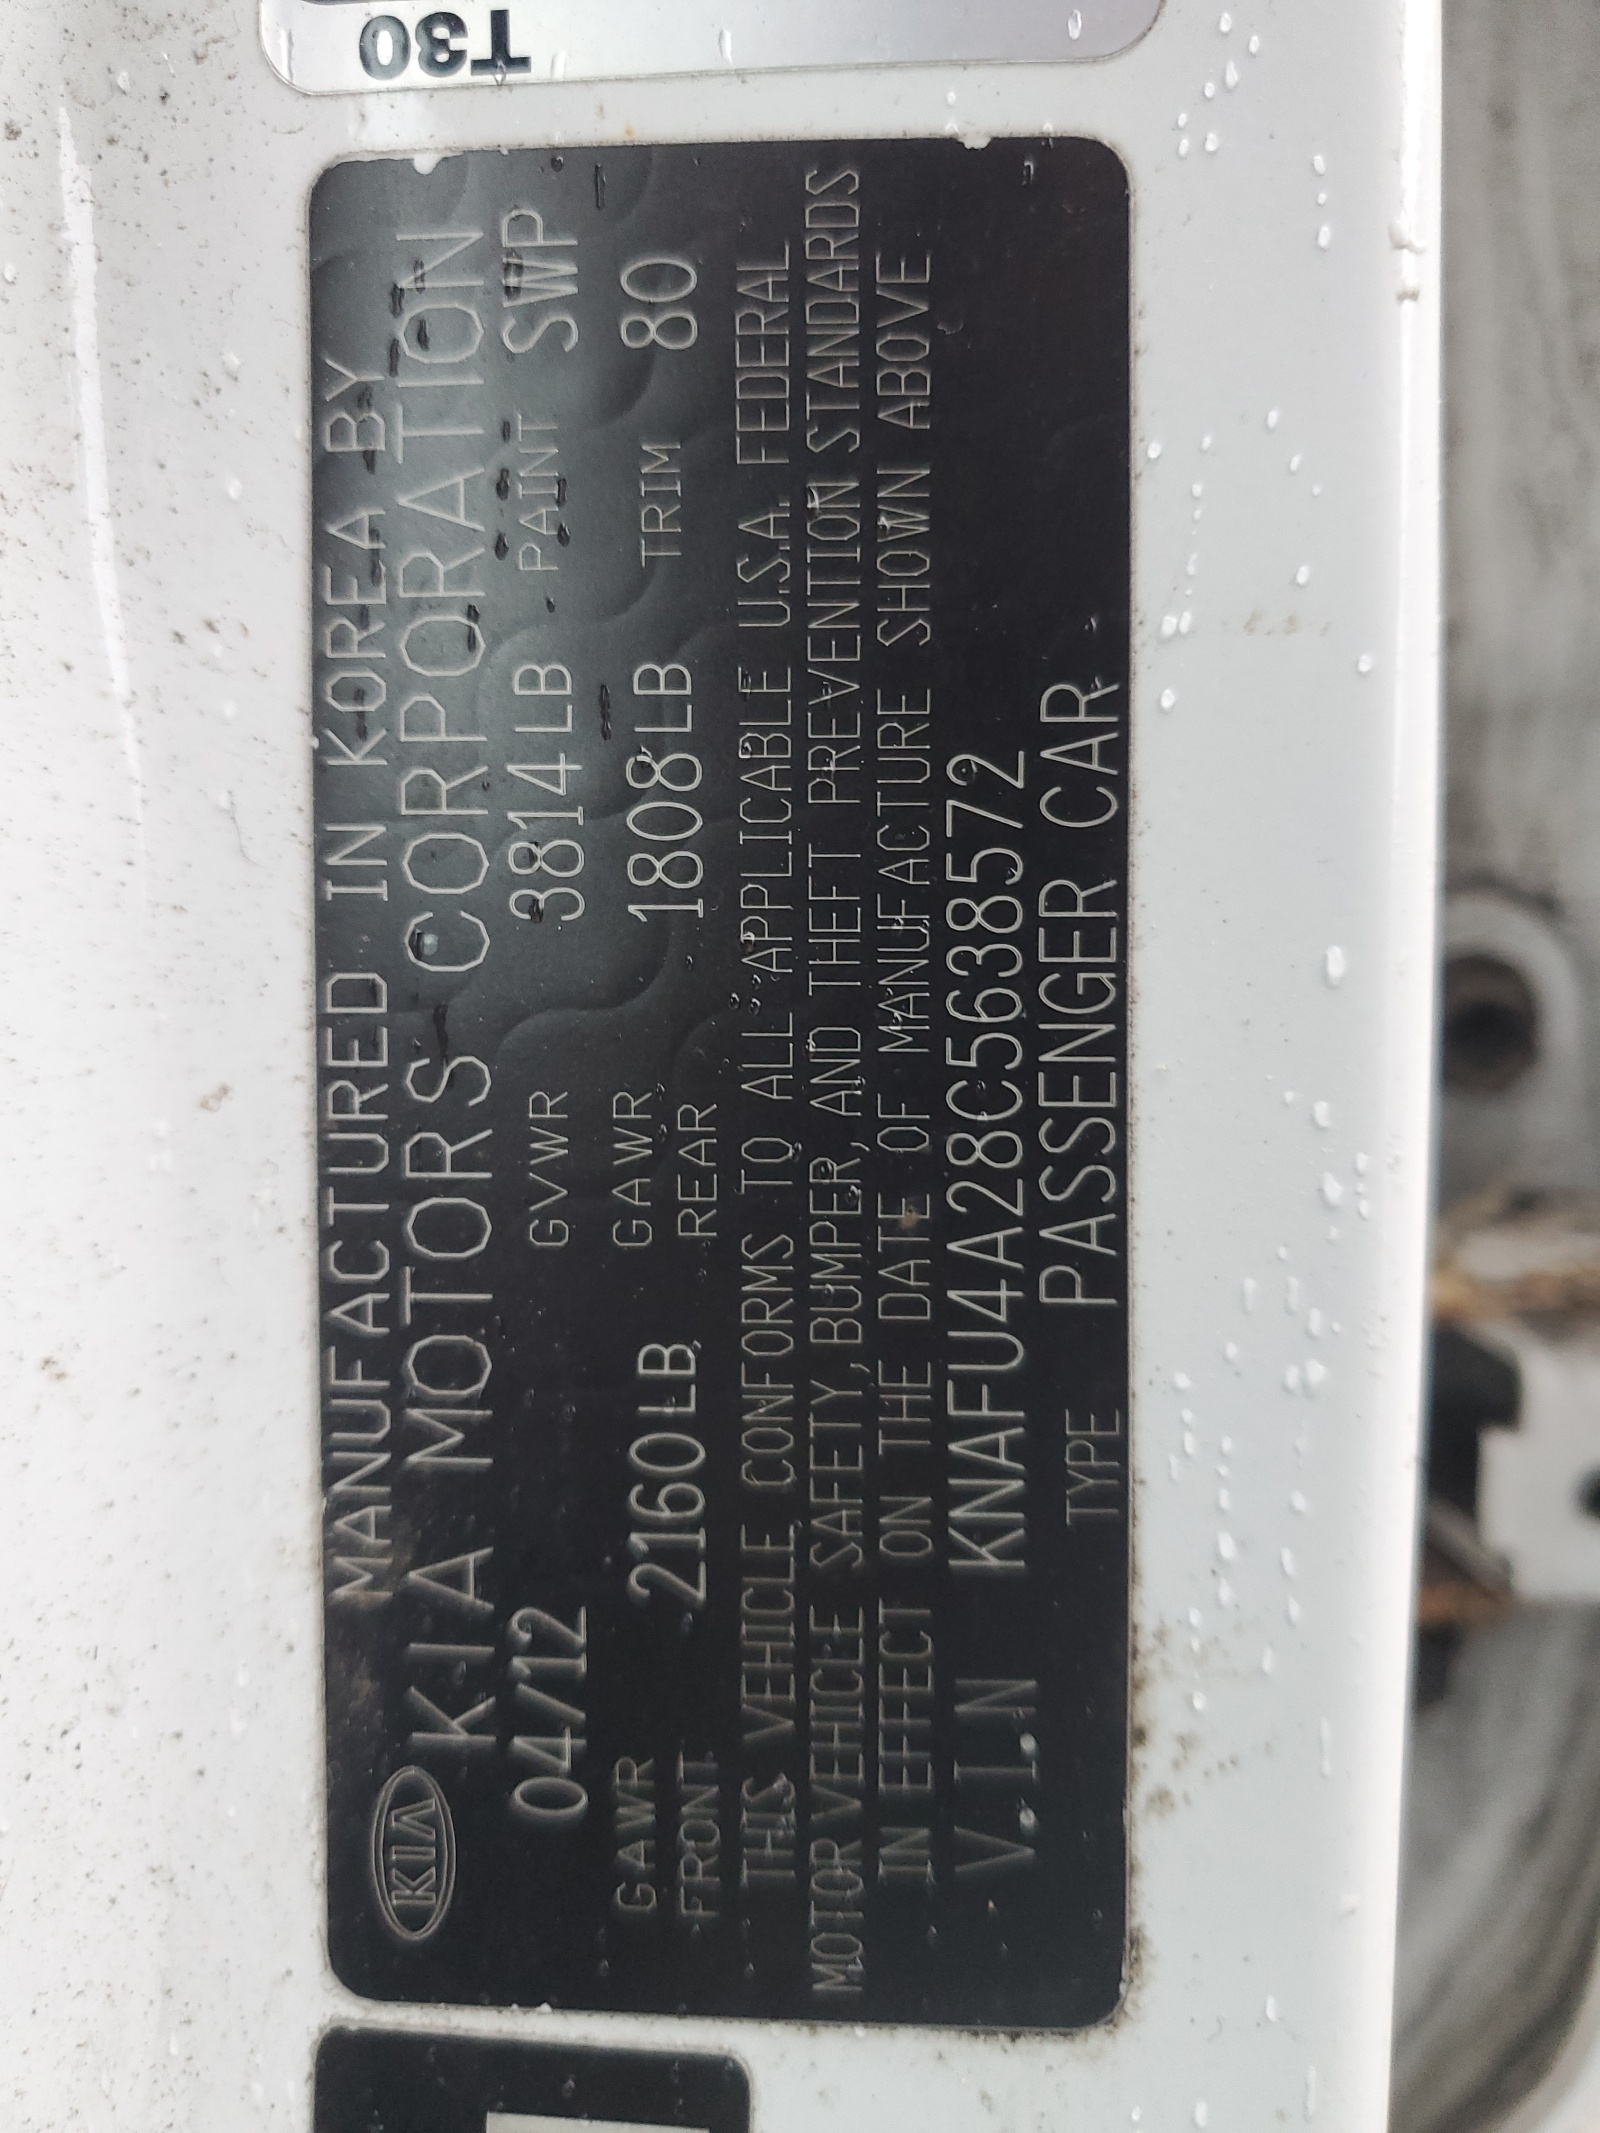 T30
KIA
MANUFACTURED IN KOREA BY
KIA MOTORS CORPORATION
04/12 GVWR 3814LB PAINT SWP
GAWR FRONT 2160LB GAWR REAR 1808LB TRIM 80
THIS VEHICLE CONFORMS TO ALL APPLICABLE U.S.A. FEDERAL
MOTOR VEHICLE SAFETY, BUMPER, AND THEFT PREVENTION STANDARDS
IN EFFECT ON THE DATE OF MANUFACTURE SHOWN ABOVE
V.I.N KNAFU4A28C5638572
TYPE PASSENGER CAR